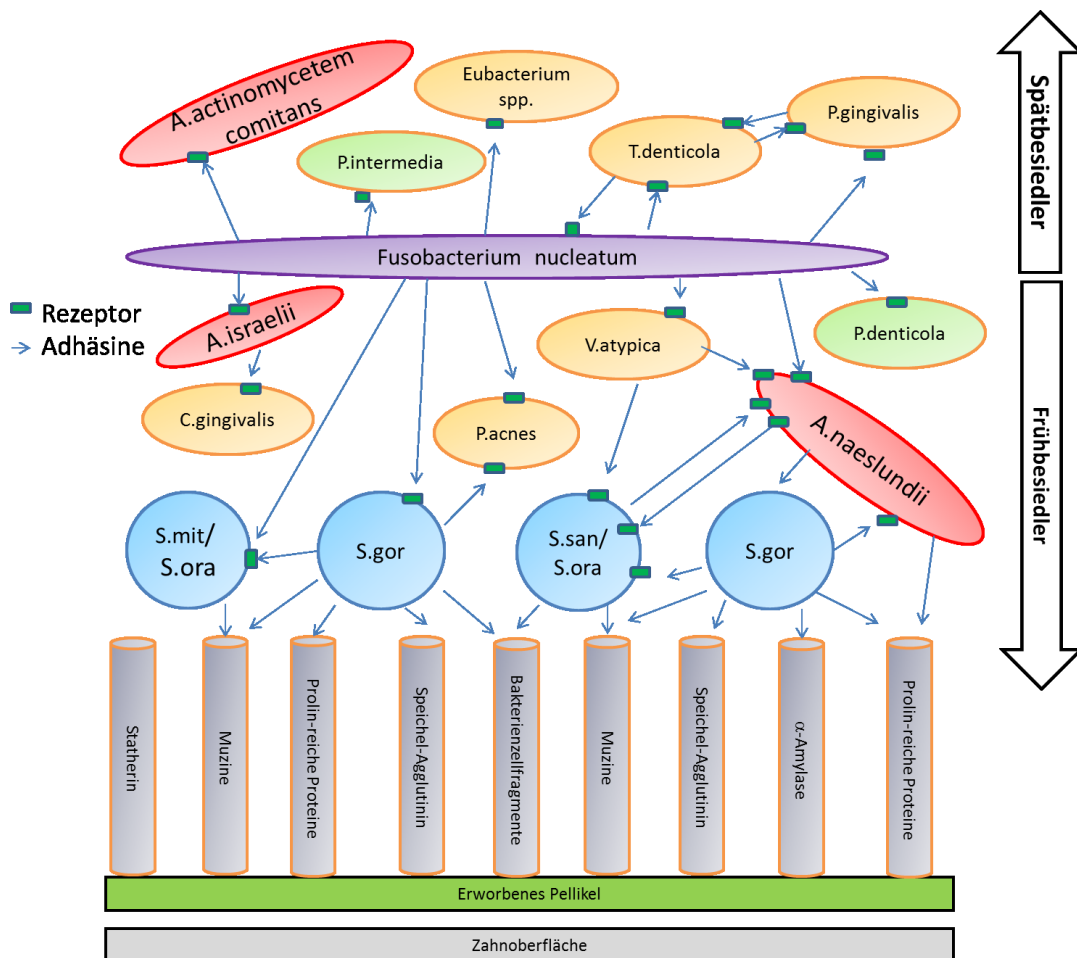 A.actinomycetem
comitans
Eubacterium
spp.
P.gingivalis
T.denticola
P.intermedia
Spätbesiedler
Fusobacterium nucleatum
Rezeptor
Adhäsine
A.israelii
V.atypica
P.denticola
C.gingivalis
P.acnes
A.naeslundii
Frühbesiedler
S.mit/
S.ora
S.gor
S.san/
S.ora
S.gor
Statherin
Muzine
Prolin-reiche Proteine
Speichel-Agglutinin
Bakterienzellfragmente
Muzine
Speichel-Agglutinin
α-Amylase
Prolin-reiche Proteine
Erworbenes Pellikel
Zahnoberfläche